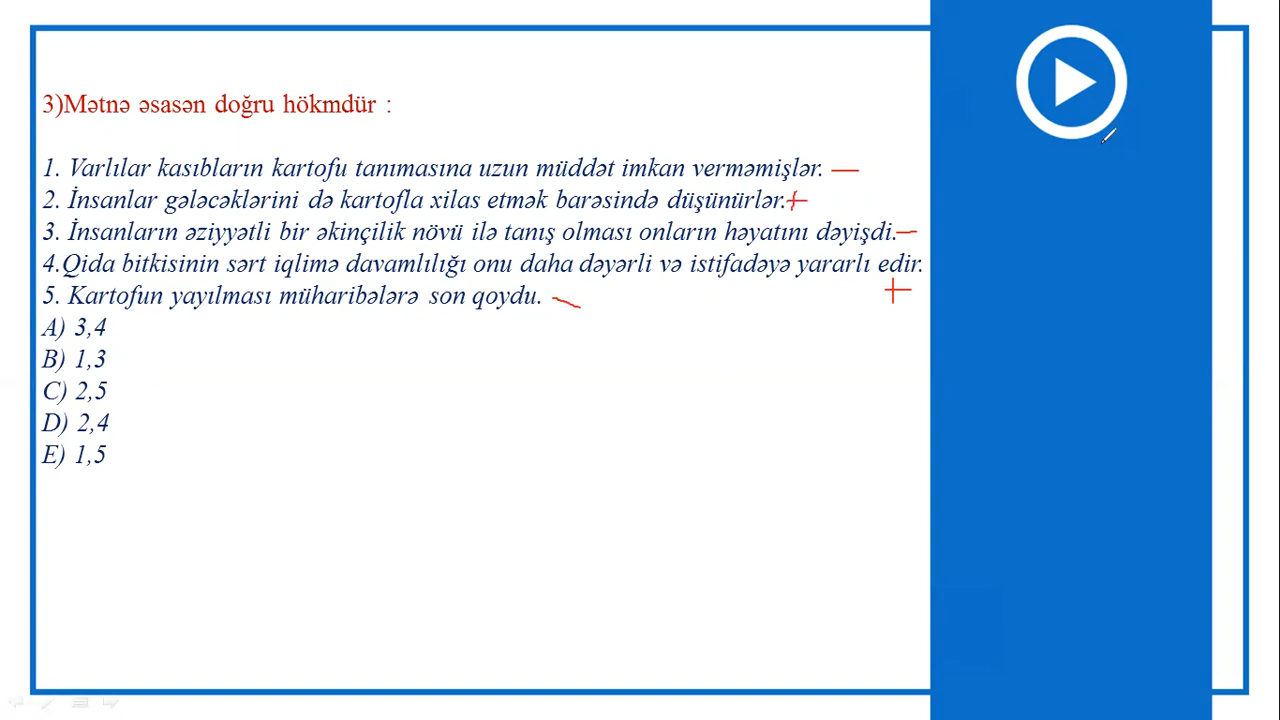 3)Mətnə əsasən doğru hökmdür :
1. Varlılar kasıbların kartofu tanımasına uzun müddət imkan verməmişlər. —
2. İnsanlar gələcəklərini də kartofla xilas etmək barəsində düşünürlər.+
3. İnsanların əziyyətli bir əkinçilik növü ilə tanış olması onların həyatını dəyişdi.—
4.Qida bitkisinin sərt iqlimə davamlılığı onu daha dəyərli və istifadəyə yararlı edir. +
5. Kartofun yayılması müharibələrə son qoydu. —
A) 3,4
B) 1,3
C) 2,5
D) 2,4
E) 1,5